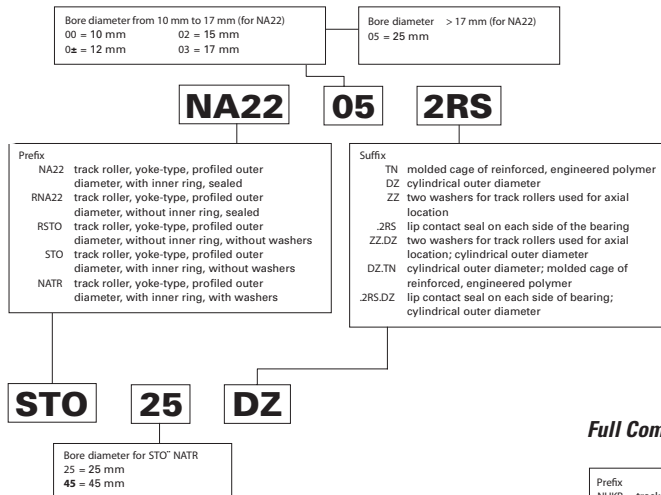 Bore diameter from 10 mm to 17 mm (for NA22)
00 = 10 mm 02 = 15 mm
0± = 12 mm 03 = 17 mm
Bore diameter > 17 mm (for NA22)
05 = 25 mm
NA22 05 2RS
Prefix
NA22 track roller, yoke-type, profiled outer
diameter, with inner ring, sealed
RNA22 track roller, yoke-type, profiled outer
diameter, without inner ring, sealed
RSTO track roller, yoke-type, profiled outer
diameter, without inner ring, without washers
STO track roller, yoke-type, profiled outer
diameter, with inner ring, without washers
NATR track roller, yoke-type, profiled outer
diameter, with inner ring, with washers
Suffix
TN molded cage of reinforced, engineered polymer
DZ cylindrical outer diameter
ZZ two washers for track rollers used for axial
location
.2RS lip contact seal on each side of the bearing
ZZ.DZ two washers for track rollers used for axial
location; cylindrical outer diameter
DZ.TN cylindrical outer diameter; molded cage of
reinforced, engineered polymer
.2RS.DZ lip contact seal on each side of bearing;
cylindrical outer diameter
STO 25 DZ
Bore diameter for STO¨ NATR
25 = 25 mm
45 = 45 mm
Full Com
Prefix